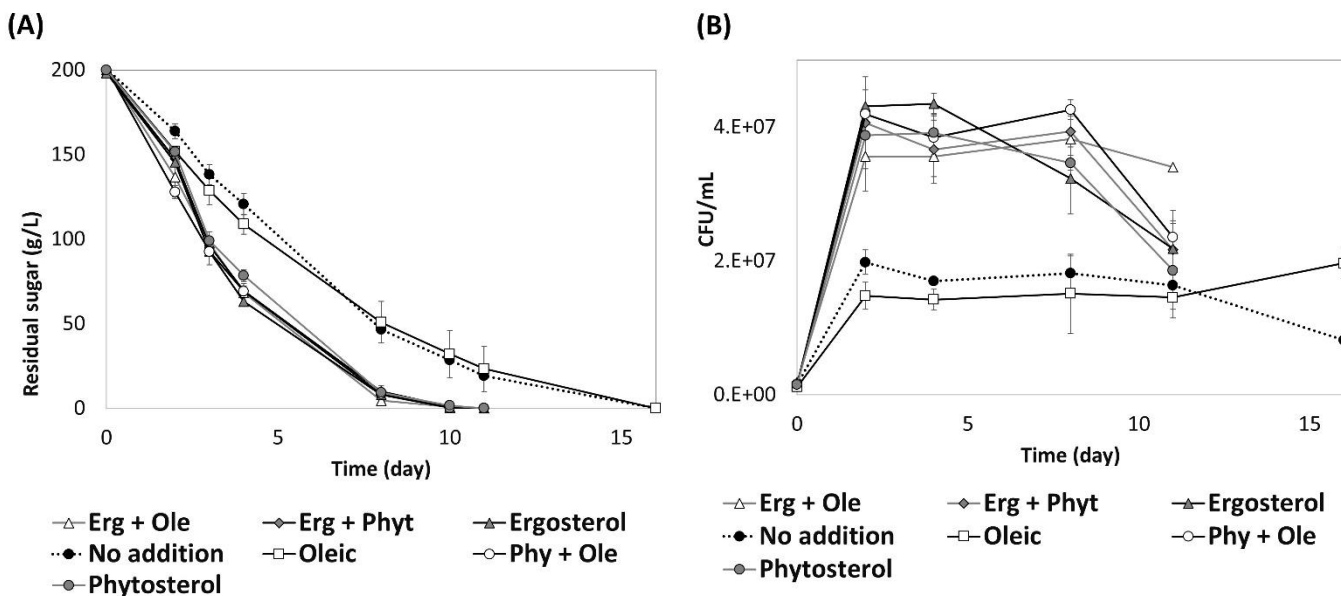 (A)
200
150
100
50
0
Residual sugar (g/L)
0 5 10 15
Time (day)
Erg + Ole Erg + Phyt Ergosterol
No addition Oleic Phy + Ole
Phytosterol
(B)
4.E+07
2.E+07
0.E+00
CFU/mL
0 5 10 15
Time (day)
Erg + Ole Erg + Phyt Ergosterol
No addition Oleic Phy + Ole
Phytosterol